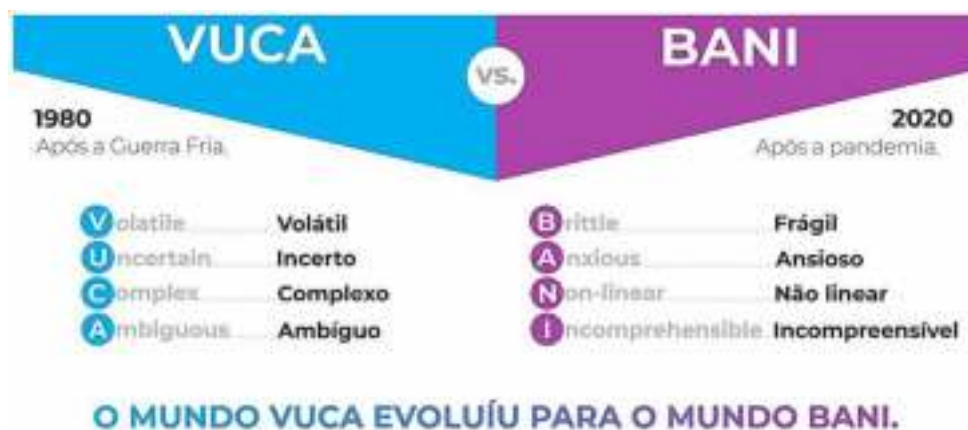 VUCA
vs.
BANI
1980
Após a Guerra Fria.
2020
Após a pandemia.
Volatile Volátil
Uncertain Incerto
Complex Complexo
Ambiguous Ambíguo
Brittle Frágil
Anxious Ansioso
Non-linear Não linear
Incomprehensible Incompreensível
O MUNDO VUCA EVOLUÍU PARA O MUNDO BANI.